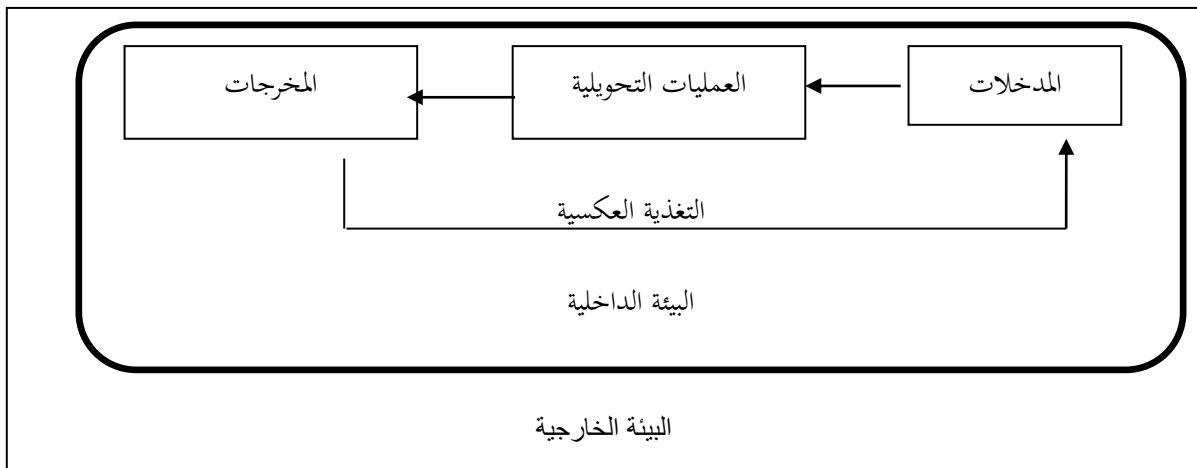 المدخلات
العمليات التحويلية
المخرجات
التغذية العكسية
البيئة الداخلية
البيئة الخارجية